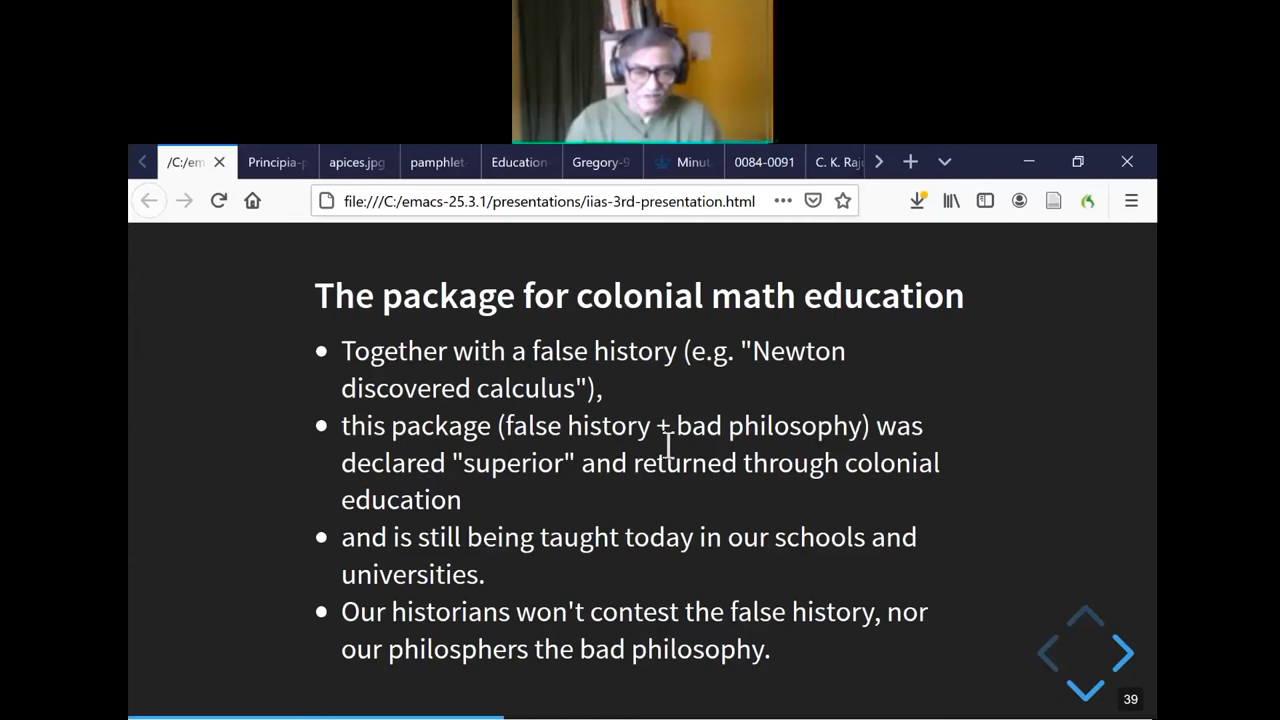 /C:/em
Principia-p
apices.jpg
pamphlet-
Education-
Gregory-9
Minut
0084-0091
C. K. Raju
file:///C:/emacs-25.3.1/presentations/iias-3rd-presentation.html
The package for colonial math education
Together with a false history (e.g. "Newton
discovered calculus"),
this package (false history + bad philosophy) was
declared "superior" and returned through colonial
education
and is still being taught today in our schools and
universities.
Our historians won't contest the false history, nor
our philosphers the bad philosophy.
39